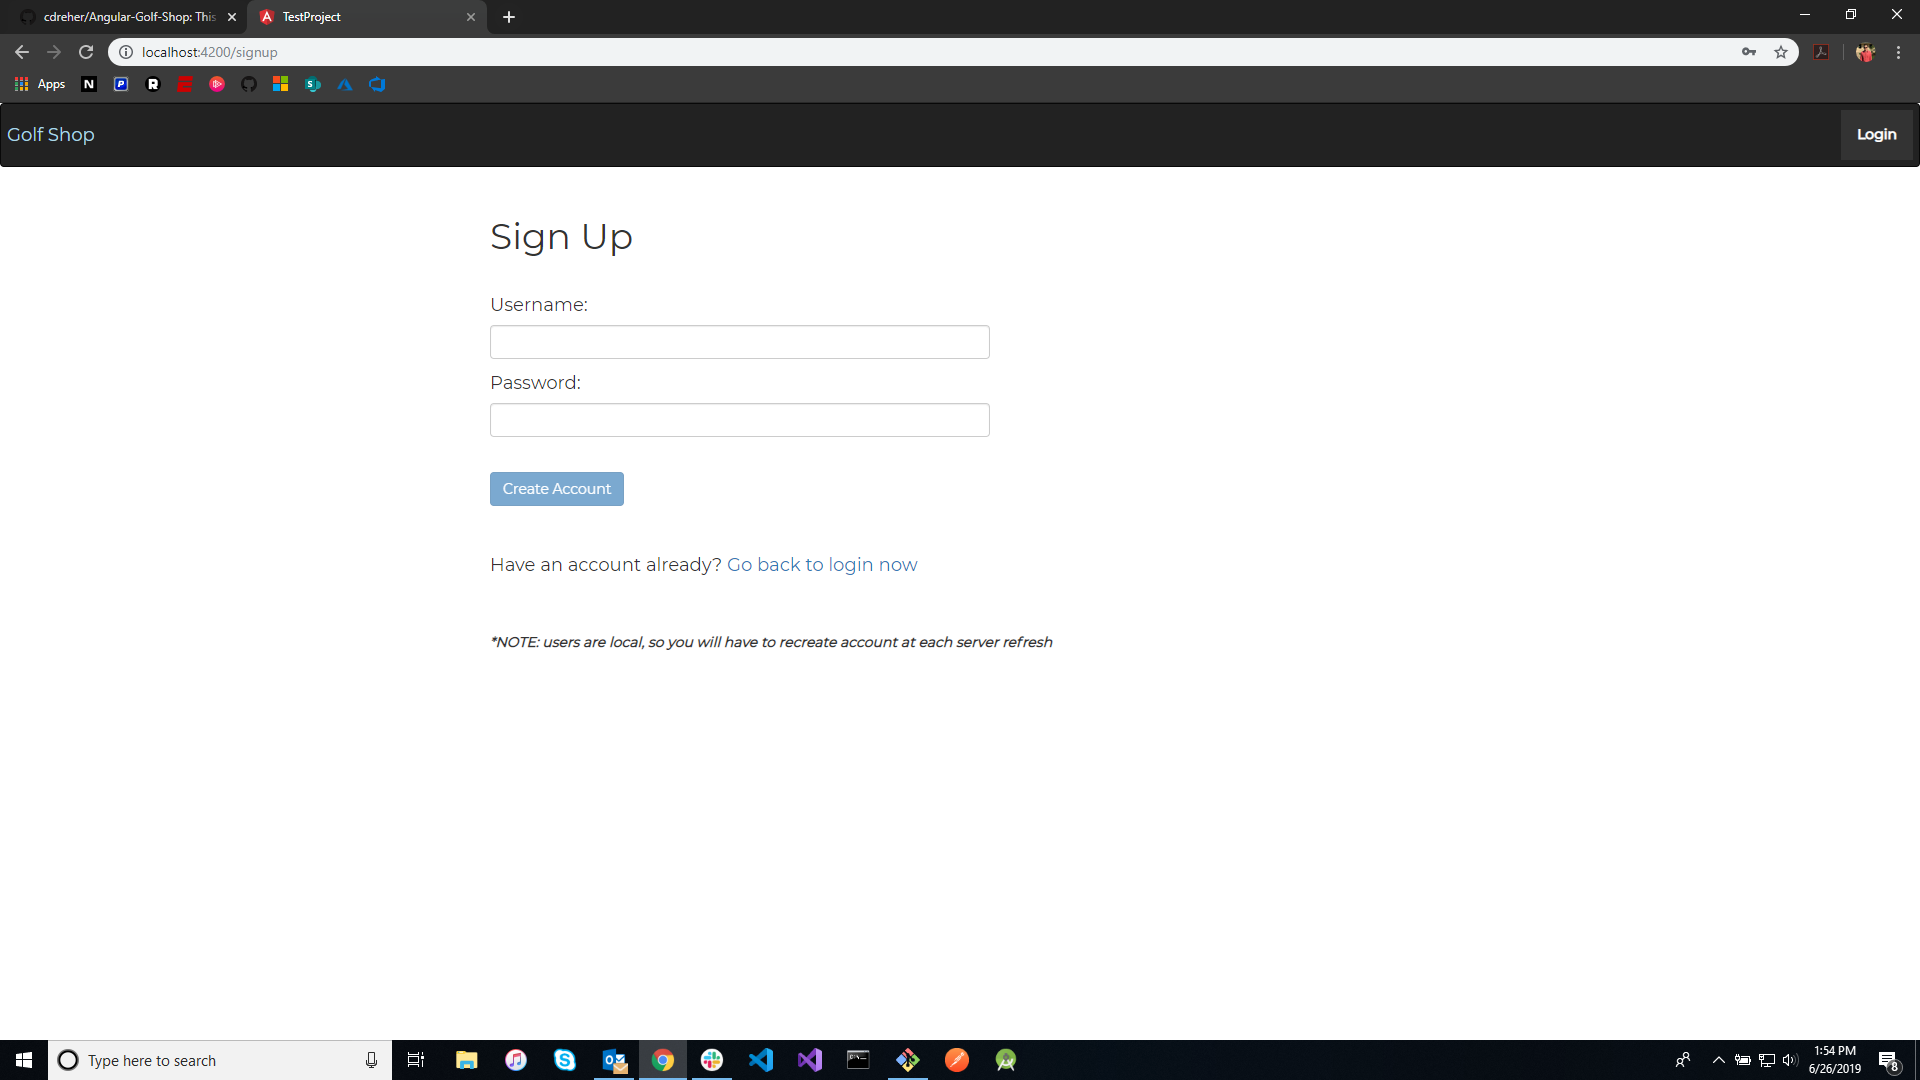 cdreher/Angular-Golf-Shop: This
TestProject
localhost:4200/signup
Apps
Golf Shop
Login
Sign Up
Username:
Password:
Create Account
Have an account already? Go back to login now
*NOTE: users are local, so you will have to recreate account at each server refresh
Type here to search
1:54 PM
6/26/2019
8